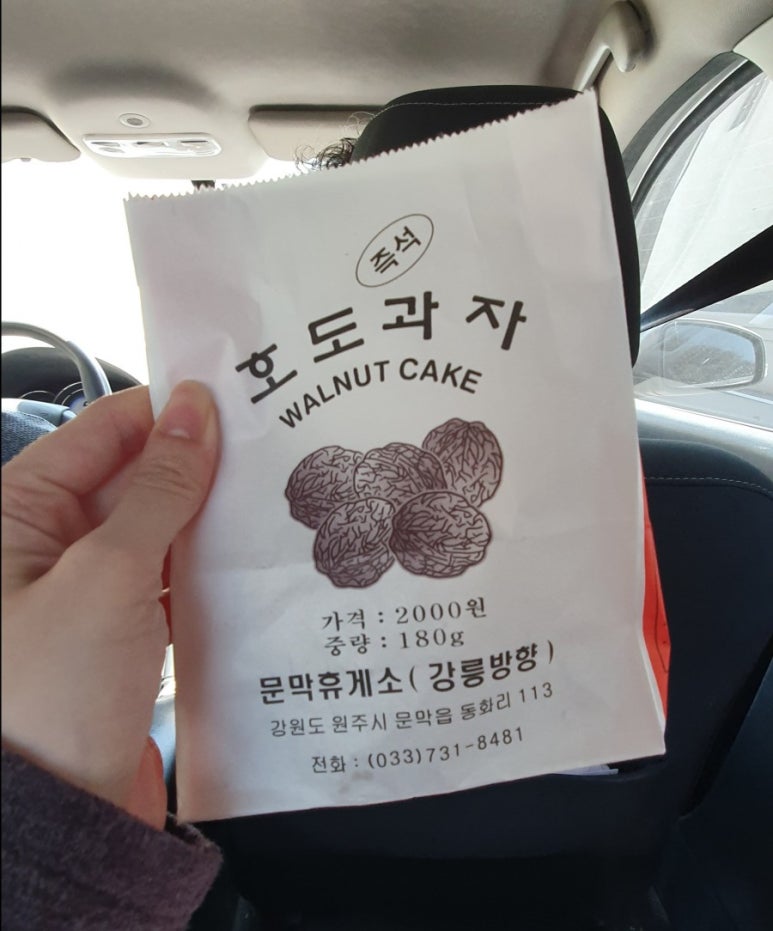 즉석
호도과자
WALNUT CAKE
가격 : 2000원
중량 : 180g
문막휴게소( 강릉방향 )
강원도 원주시 문막읍 동화리 113
전화 : (033)731-8481